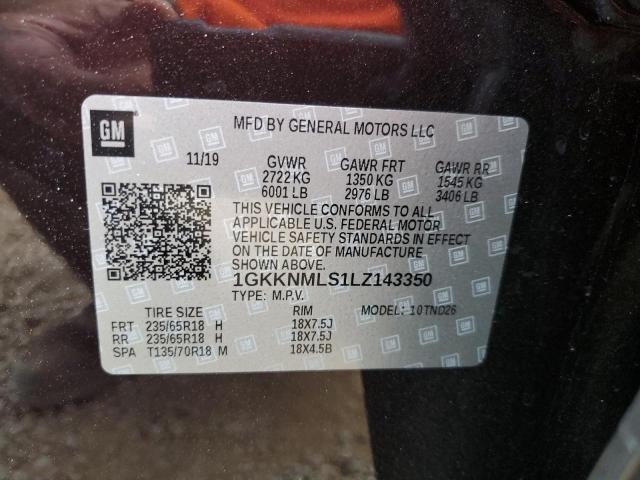 GM
MFD BY GENERAL MOTORS LLC
11/19 GVWR GAWR FRT GAWR RR
2722 KG 1350 KG 1545 KG
6001 LB 2976 LB 3406 LB
THIS VEHICLE CONFORMS TO ALL
APPLICABLE U.S. FEDERAL MOTOR
VEHICLE SAFETY STANDARDS IN EFFECT
ON THE DATE OF MANUFACTURE
SHOWN ABOVE.
1GKKNMLS1LZ143350
TYPE: M.P.V. MODEL: 10TND26
TIRE SIZE RIM
FRT 235/65R18 H 18X7.5J
RR 235/65R18 H 18X7.5J
SPA T135/70R18 M 18X4.5B